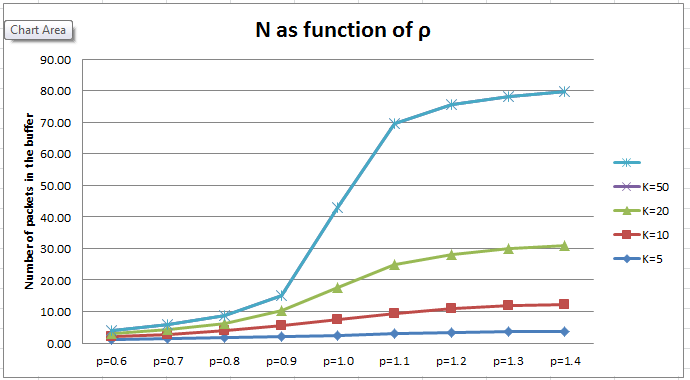 Chart Area
N as function of ρ
Number of packets in the buffer
90.00
80.00
70.00
60.00
50.00
40.00
30.00
20.00
10.00
0.00
p=0.6 p=0.7 p=0.8 p=0.9 p=1.0 p=1.1 p=1.2 p=1.3 p=1.4
K=50
K=20
K=10
K=5